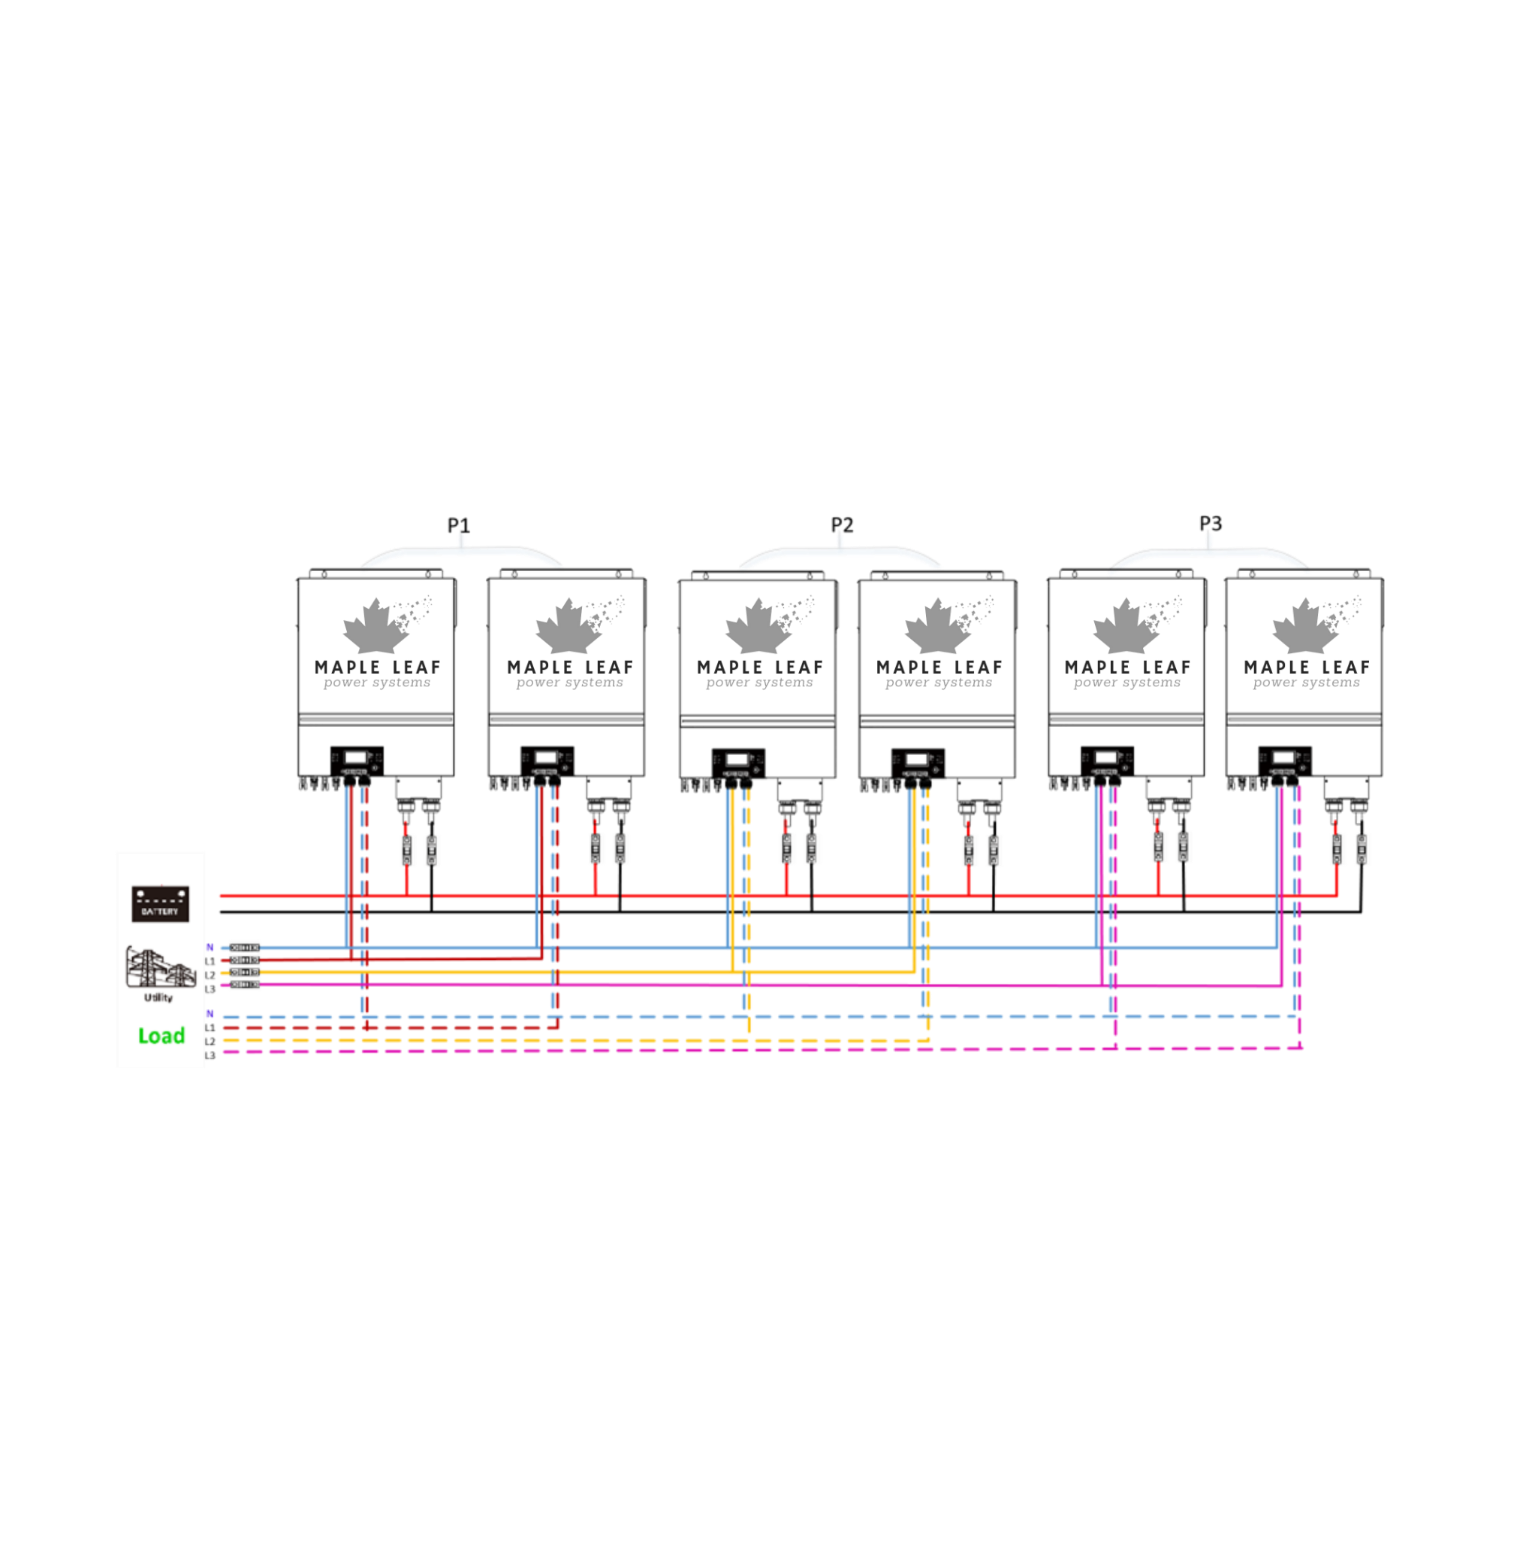 P1
P2
P3
MAPLE LEAF
power systems
MAPLE LEAF
power systems
MAPLE LEAF
power systems
MAPLE LEAF
power systems
MAPLE LEAF
power systems
MAPLE LEAF
power systems
BATTERY
N
L1
L2
L3
Utility
N
L1
L2
L3
Load